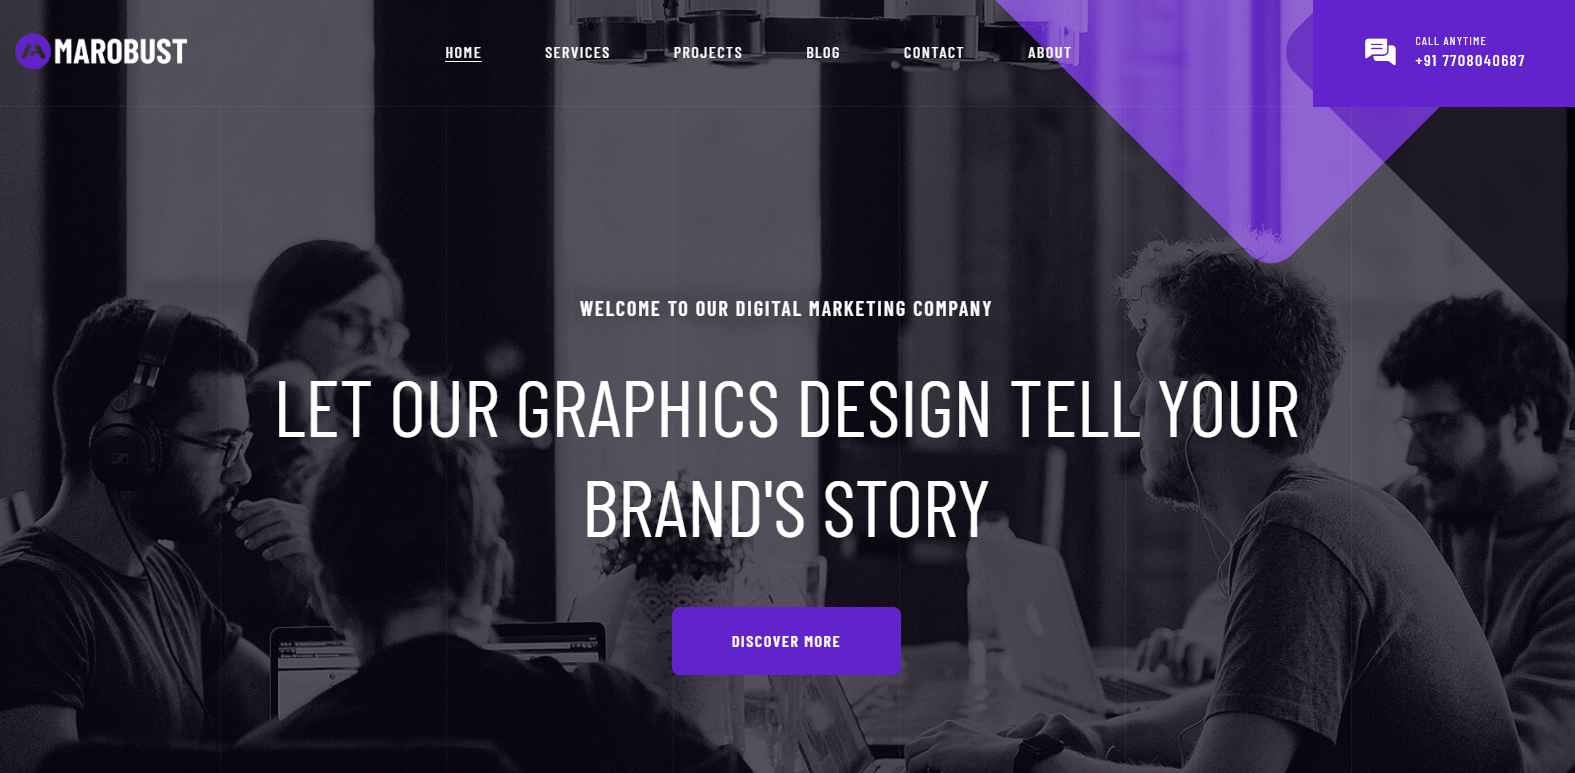 MAROBUST
HOME SERVICES PROJECTS BLOG CONTACT ABOUT
CALL ANYTIME
+91 7708040687
WELCOME TO OUR DIGITAL MARKETING COMPANY
LET OUR GRAPHICS DESIGN TELL YOUR
BRAND'S STORY
DISCOVER MORE